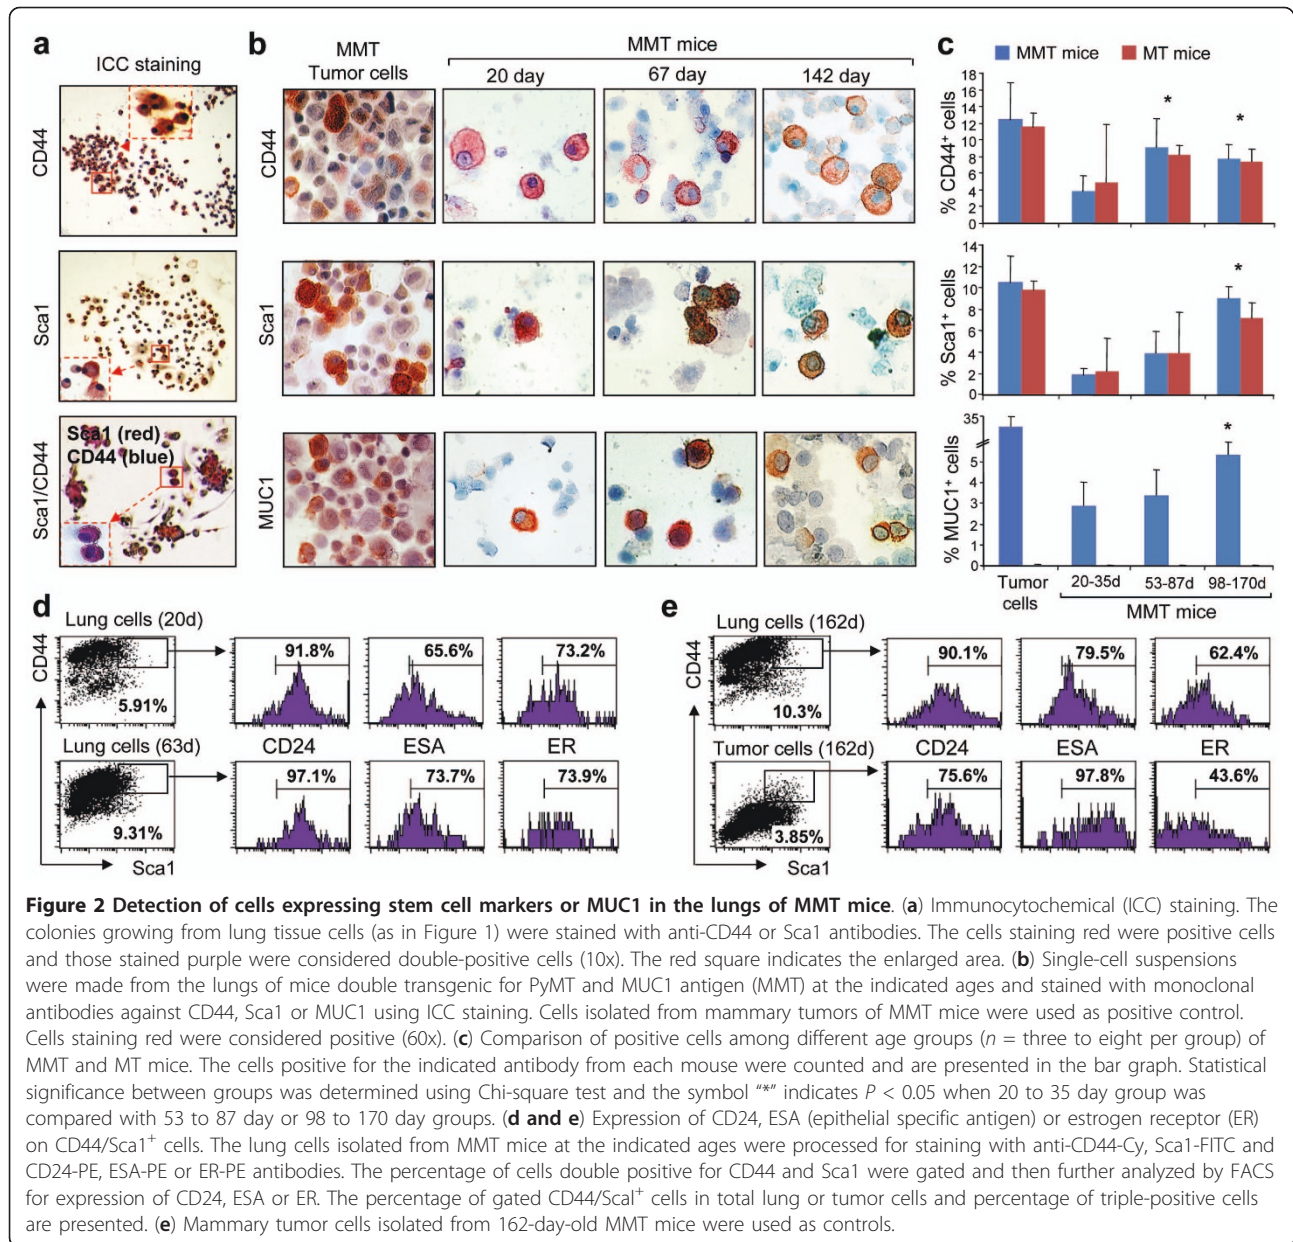 a
ICC staining
CD44
Sca1
Sca1/CD44
Sca1 (red)
CD44 (blue)
b
MMT
Tumor cells
MMT mice
20 day
67 day
142 day
CD44
Sca1
MUC1
c
MMT mice
MT mice
% CD44+ cells
18
16
14
12
10
8
6
4
2
0
*
*
% Sca1+ cells
14
12
10
8
6
4
2
0
*
% MUC1+ cells
35
5
4
3
2
1
0
*
Tumor
cells
20-35d
53-87d
98-170d
MMT mice
d
Lung cells (20d)
CD44
5.91%
91.8%
65.6%
73.2%
Lung cells (63d)
CD24
ESA
ER
9.31%
97.1%
73.7%
73.9%
Sca1
e
Lung cells (162d)
CD44
10.3%
90.1%
79.5%
62.4%
Tumor cells (162d)
CD24
ESA
ER
3.85%
75.6%
97.8%
43.6%
Sca1
Figure 2 Detection of cells expressing stem cell markers or MUC1 in the lungs of MMT mice. (a) Immunocytochemical (ICC) staining. The
colonies growing from lung tissue cells (as in Figure 1) were stained with anti-CD44 or Sca1 antibodies. The cells staining red were positive cells
and those stained purple were considered double-positive cells (10x). The red square indicates the enlarged area. (b) Single-cell suspensions
were made from the lungs of mice double transgenic for PyMT and MUC1 antigen (MMT) at the indicated ages and stained with monoclonal
antibodies against CD44, Sca1 or MUC1 using ICC staining. Cells isolated from mammary tumors of MMT mice were used as positive control.
Cells staining red were considered positive (60x). (c) Comparison of positive cells among different age groups (n = three to eight per group) of
MMT and MT mice. The cells positive for the indicated antibody from each mouse were counted and are presented in the bar graph. Statistical
significance between groups was determined using Chi-square test and the symbol "*" indicates P < 0.05 when 20 to 35 day group was
compared with 53 to 87 day or 98 to 170 day groups. (d and e) Expression of CD24, ESA (epithelial specific antigen) or estrogen receptor (ER)
on CD44/Sca1+ cells. The lung cells isolated from MMT mice at the indicated ages were processed for staining with anti-CD44-Cy, Sca1-FITC and
CD24-PE, ESA-PE or ER-PE antibodies. The percentage of cells double positive for CD44 and Sca1 were gated and then further analyzed by FACS
for expression of CD24, ESA or ER. The percentage of gated CD44/Scal+ cells in total lung or tumor cells and percentage of triple-positive cells
are presented. (e) Mammary tumor cells isolated from 162-day-old MMT mice were used as controls.